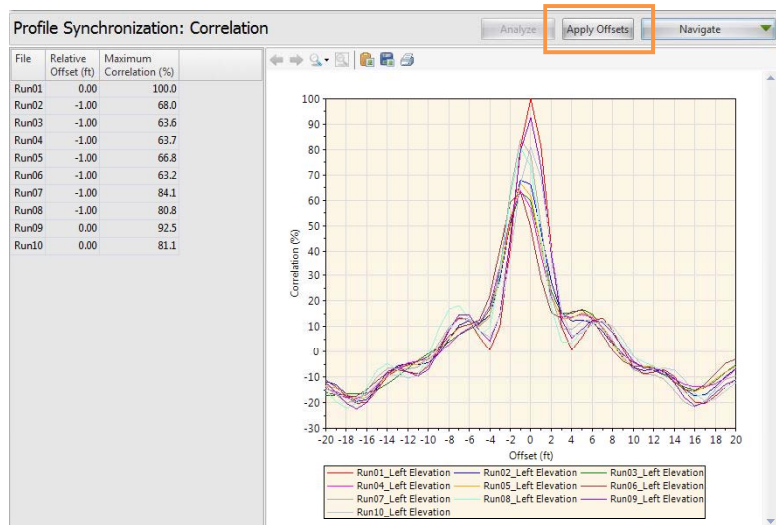 Profile Synchronization: Correlation
Analyze
Apply Offsets
Navigate
File Relative Offset (ft) Maximum Correlation (%)
Run01 0.00 100.0
Run02 -1.00 68.0
Run03 -1.00 63.6
Run04 -1.00 63.7
Run05 -1.00 66.8
Run06 -1.00 63.2
Run07 -1.00 84.1
Run08 -1.00 80.8
Run09 0.00 92.5
Run10 0.00 81.1
Correlation (%)
100
90
80
70
60
50
40
30
20
10
0
-10
-20
-30
-20 -18 -16 -14 -12 -10 -8 -6 -4 -2 0 2 4 6 8 10 12 14 16 18 20
Offset (ft)
Run01_Left Elevation Run02_Left Elevation Run03_Left Elevation
Run04_Left Elevation Run05_Left Elevation Run06_Left Elevation
Run07_Left Elevation Run08_Left Elevation Run09_Left Elevation
Run10_Left Elevation